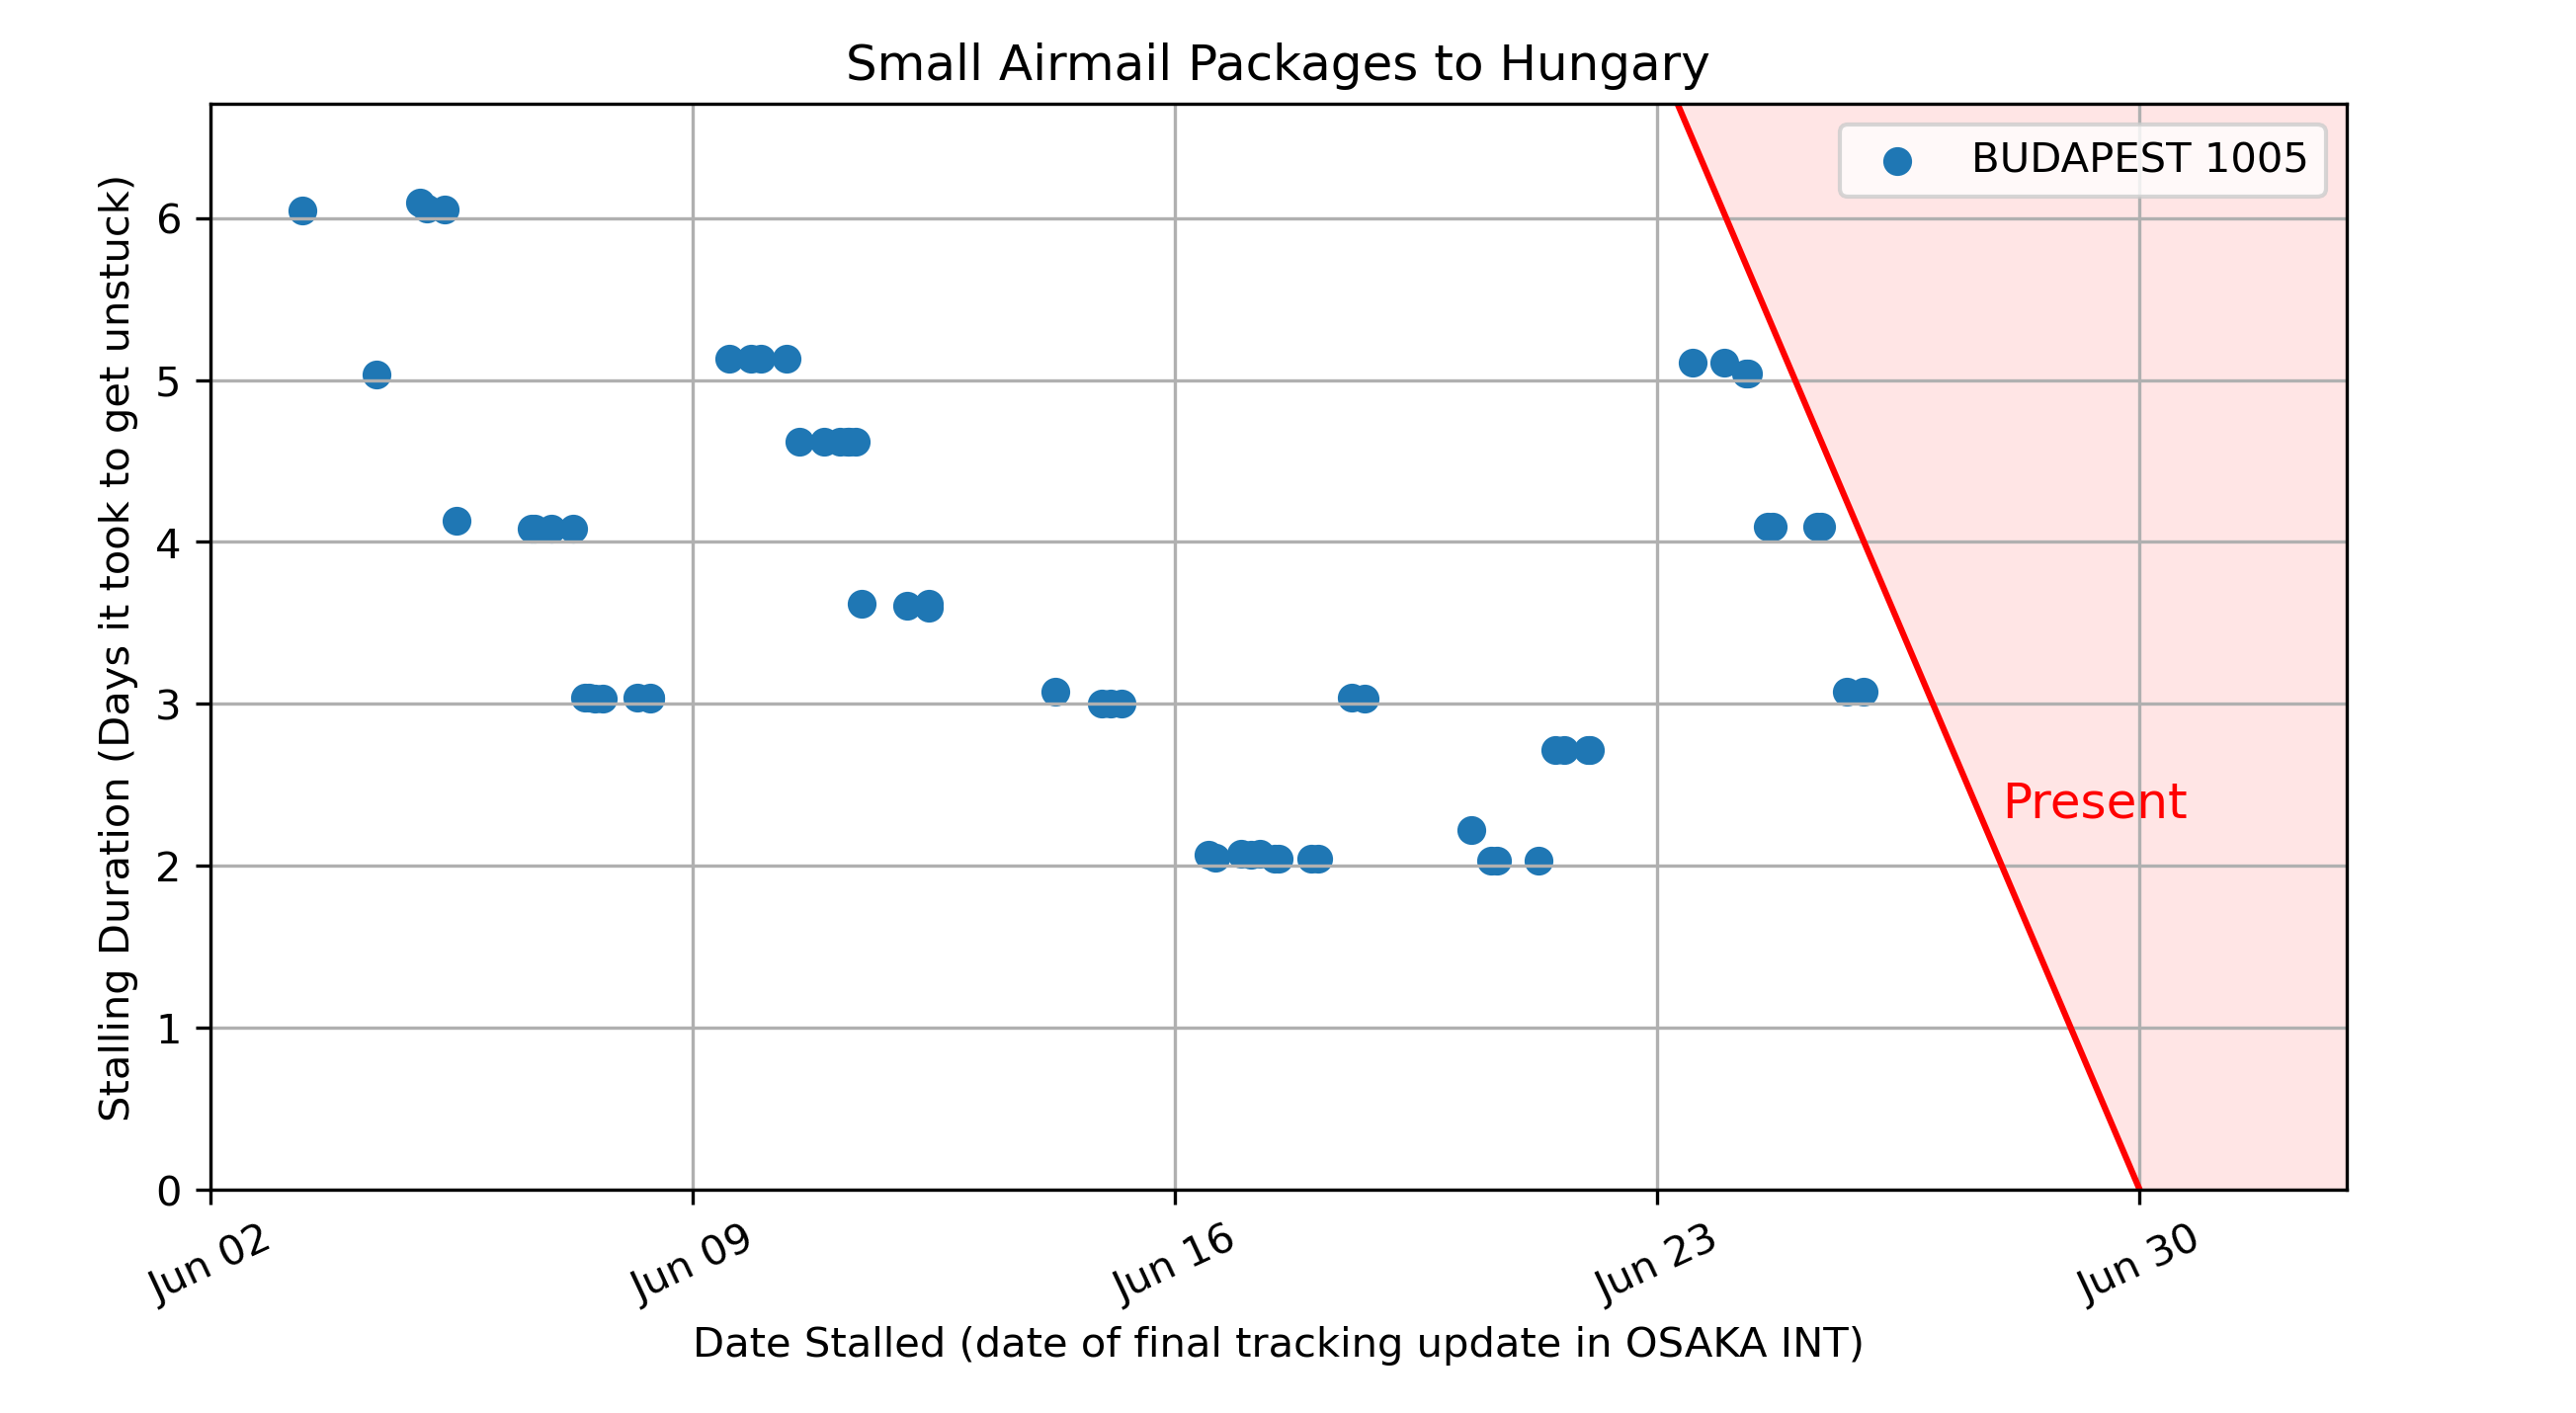 Small Airmail Packages to Hungary
BUDAPEST 1005
Stalling Duration (Days it took to get unstuck)
6
5
4
3
2
1
0
Present
Jun 02
Jun 09
Jun 16
Jun 23
Jun 30
Date Stalled (date of final tracking update in OSAKA INT)